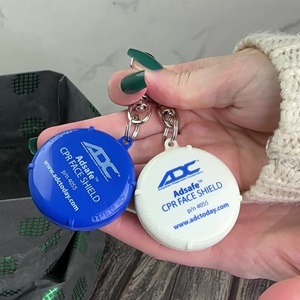 ADC
Adsafe™
CPR FACE SHIELD
p/n 4055
www.adctoday.com
ADC
Adsafe™
CPR FACE SHIELD
p/n 4055
www.adctoday.com